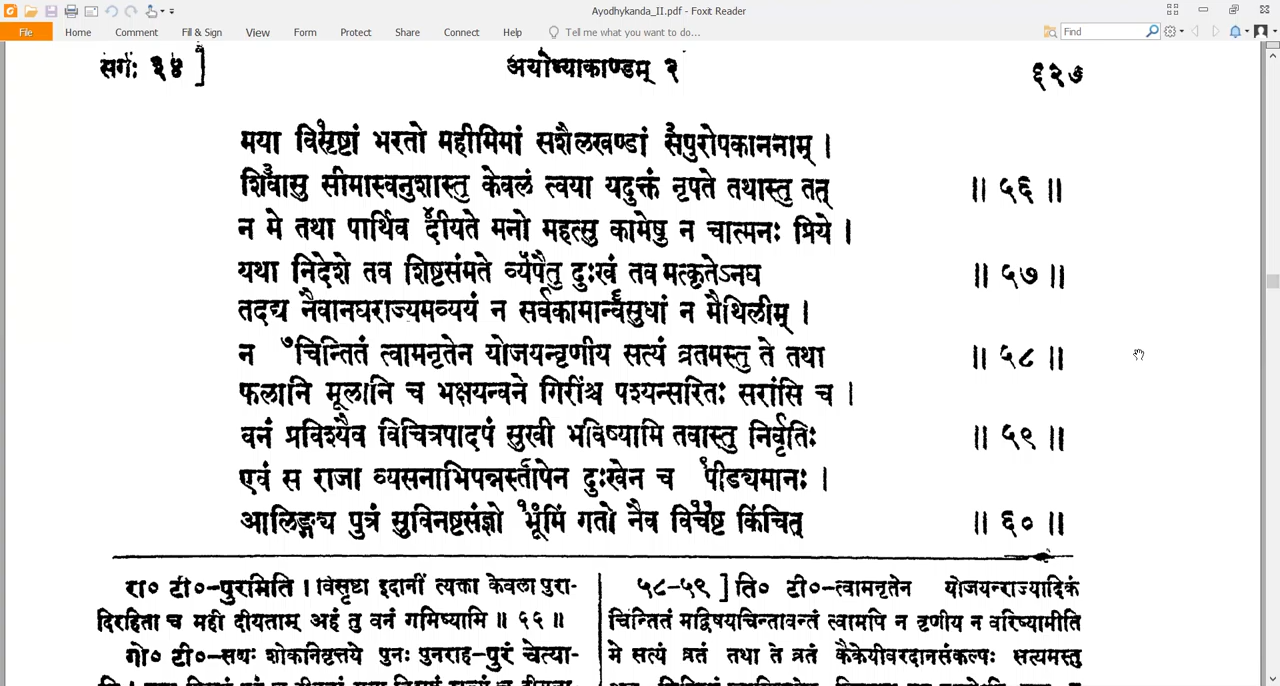 Ayodhykanda_II.pdf - Foxit Reader
File Home Comment Fill & Sign View Form Protect Share Connect Help Tell me what you want to do... Find
सर्गः ३४ ] अयोध्याकाण्डम् २ ६२७
मया विसृष्टां भरतो महीमिमां सशैलखण्डां सपुरोपकाननाम् ।
शिवासु सीमास्वनुशास्तु केवलं त्वया यदुक्तं नृपते तथास्तु तत् ॥ ५६ ॥
न मे तथा पार्थिव दीयते मनो महत्सु कामेषु न चात्मनः प्रिये ।
यथा निदेशे तव शिष्टसंमते व्यपैतु दुःखं तव मत्कृतेऽनघ ॥ ५७ ॥
तदद्य नैवानघराज्यमव्ययं न सर्वकामान्वसुधां न मैथिलीम् ।
न चिन्तितं त्वामनृतेन योजयन्वृणीय सत्यं व्रतमस्तु ते तथा ॥ ५८ ॥
फलानि मूलानि च भक्षयन्वने गिरींश्च पश्यन्सरितः सरांसि च ।
वनं प्रविश्यैव विचित्रपादपं सुखी भविष्यामि तवास्तु निर्वृतिः ॥ ५९ ॥
एवं स राजा व्यसनाभिपन्नस्तापेन दुःखेन च पीड्यमानः ।
आलिङ्ग्य पुत्रं सुविनष्टसंज्ञो भूमिं गतो नैव विचेष्ट किंचित् ॥ ६० ॥
रा० टी०-पुरमिति । विसृष्टा इदानीं त्यक्ता केवला पुरा-
दिरहिता च मही दीयताम् अहं तु वनं गमिष्यामि ॥ ५५ ॥
गो० टी०-सद्यः शोकनिवृत्तये पुनः पुनराह-पुरं चेत्या-
५८-५९ ] ति० टी०-त्वामनृतेन योजयन्राज्यादिकं
चिन्तितं मद्विषयचिन्तावन्तं त्वामपि न वृणीय न वरिष्यामीति
मे सत्यं व्रतं तथा ते व्रतं कैकेयीवरदानसंकल्पः सत्यमस्तु